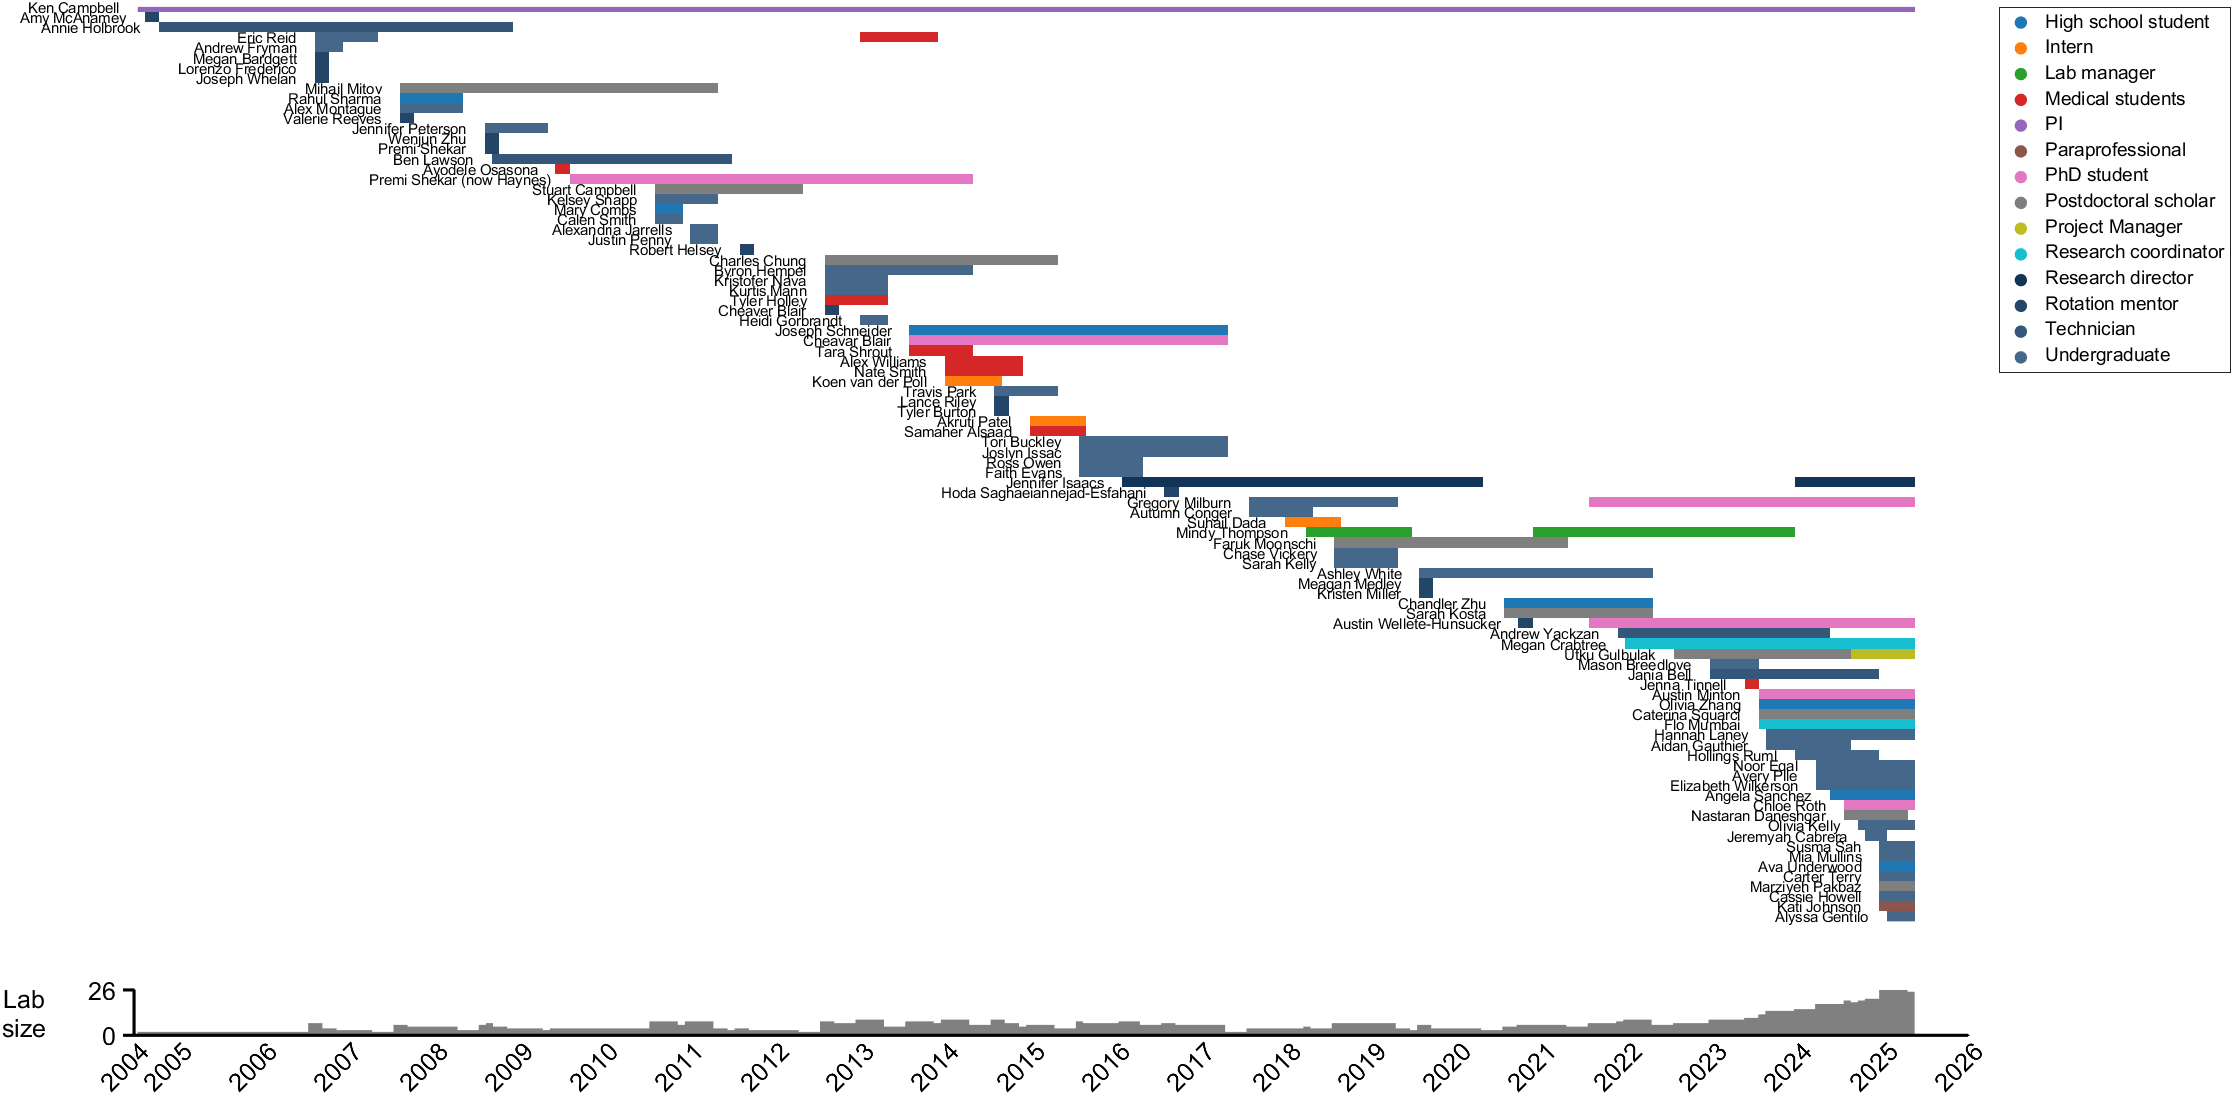 Ken Campbell
Amy McAnamey
Annie Holbrook
Eric Reid
Andrew Fryman
Megan Bardgett
Lorenzo Frederico
Joseph Whelan
Mihail Mitov
Rahul Sharma
Alex Montague
Valerie Reeves
Jennifer Peterson
Wenjun Zhu
Premi Shekar
Ben Lawson
Ayodele Osasona
Premi Shekar (now Haynes)
Stuart Campbell
Kelsey Snapp
Mary Combs
Calen Smith
Alexandria Jarrells
Justin Penny
Robert Helsey
Charles Chung
Byron Hempel
Kristofer Nava
Kurtis Mann
Tyler Holley
Cheaver Blair
Heidi Gorbrandt
Joseph Schneider
Cheavar Blair
Tara Shrout
Alex Williams
Nate Smith
Koen van der Poll
Travis Park
Lance Riley
Tyler Burton
Akruti Patel
Samaher Alsaad
Tori Buckley
Joslyn Issac
Ross Owen
Faith Evans
Jennifer Isaacs
Hoda Saghaeiannejad-Esfahani
Gregory Milburn
Autumn Conger
Suhail Dada
Mindy Thompson
Faruk Moonschi
Chase Vickery
Sarah Kelly
Ashley White
Meagan Medley
Kristen Miller
Chandler Zhu
Sarah Kosta
Austin Wellete-Hunsucker
Andrew Yackzan
Megan Crabtree
Utku Gulbulak
Mason Breedlove
Jania Bell
Jenna Tinnell
Austin Minton
Olivia Zhang
Caterina Squarci
Flo Mumbai
Hannah Laney
Aidan Gauthier
Hollings Ruml
Noor Egal
Avery Plle
Elizabeth Wilkerson
Angela Sanchez
Chloe Roth
Nastaran Daneshgar
Olivia Kelly
Jeremyah Cabrera
Susma Sah
Mia Mullins
Ava Underwood
Carter Terry
Marziyeh Pakbaz
Cassie Howell
Kati Johnson
Alyssa Gentilo
High school student
Intern
Lab manager
Medical students
PI
Paraprofessional
PhD student
Postdoctoral scholar
Project Manager
Research coordinator
Research director
Rotation mentor
Technician
Undergraduate
Lab
size
26
0
2004
2005
2006
2007
2008
2009
2010
2011
2012
2013
2014
2015
2016
2017
2018
2019
2020
2021
2022
2023
2024
2025
2026